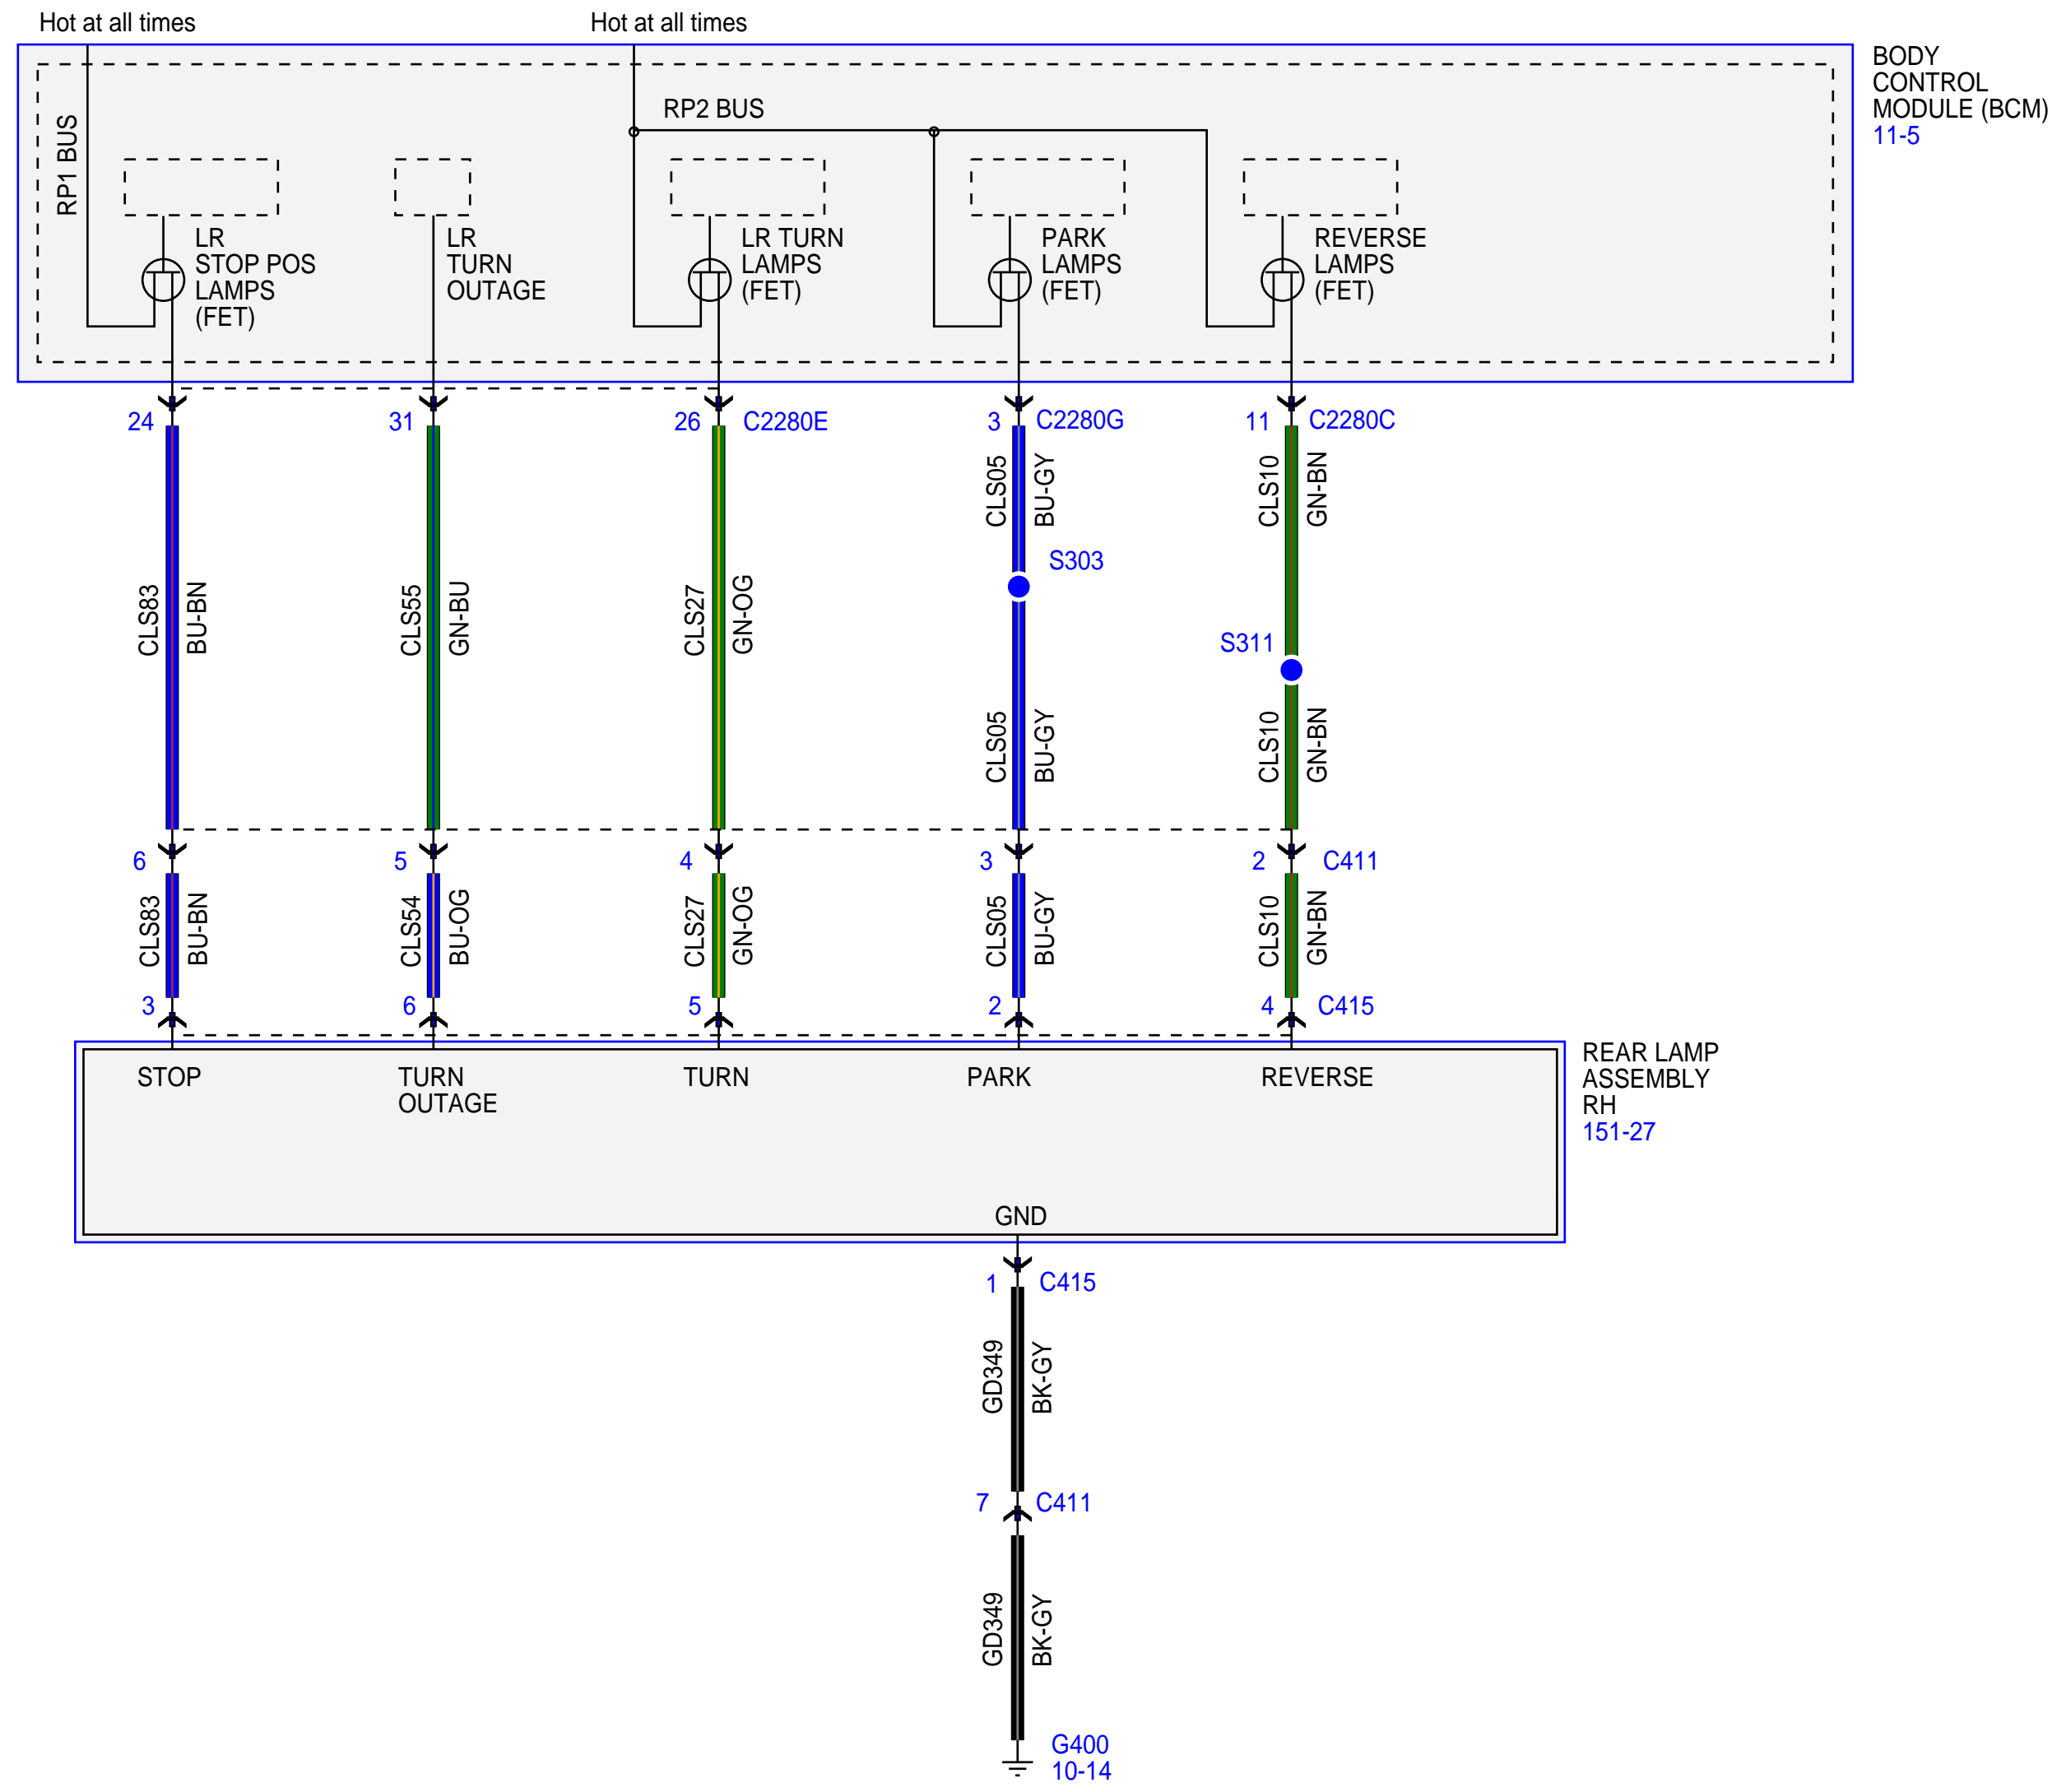 Hot at all times
Hot at all times
BODY
CONTROL
MODULE (BCM)
11-5
RP1 BUS
RP2 BUS
LR
STOP POS
LAMPS
(FET)
LR
TURN
OUTAGE
LR TURN
LAMPS
(FET)
PARK
LAMPS
(FET)
REVERSE
LAMPS
(FET)
24
31
26
C2280E
3
C2280G
11
C2280C
CLS83
BU-BN
CLS55
GN-BU
CLS27
GN-OG
CLS05
BU-GY
CLS10
GN-BN
S303
S311
CLS05
BU-GY
CLS10
GN-BN
6
5
4
3
2
C411
CLS83
BU-BN
CLS54
BU-OG
CLS27
GN-OG
CLS05
BU-GY
CLS10
GN-BN
3
6
5
2
4
C415
STOP
TURN
OUTAGE
TURN
PARK
REVERSE
REAR LAMP
ASSEMBLY
RH
151-27
GND
1
C415
GD349
BK-GY
7
C411
GD349
BK-GY
G400
10-14